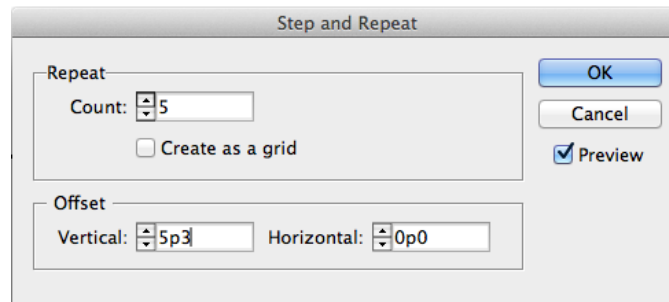 Step and Repeat
Repeat
Count: 5
Create as a grid
Offset
Vertical: 5p3 Horizontal: 0p0
OK
Cancel
Preview